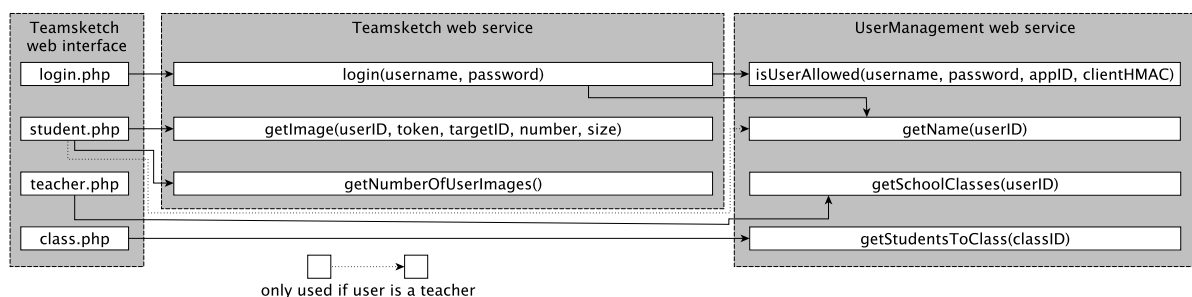 Teamsketch
web interface
Teamsketch web service
UserManagement web service
login.php
login(username, password)
isUserAllowed(username, password, appID, clientHMAC)
student.php
getImage(userID, token, targetID, number, size)
getName(userID)
teacher.php
getNumberOfUserImages()
getSchoolClasses(userID)
class.php
getStudentsToClass(classID)
only used if user is a teacher